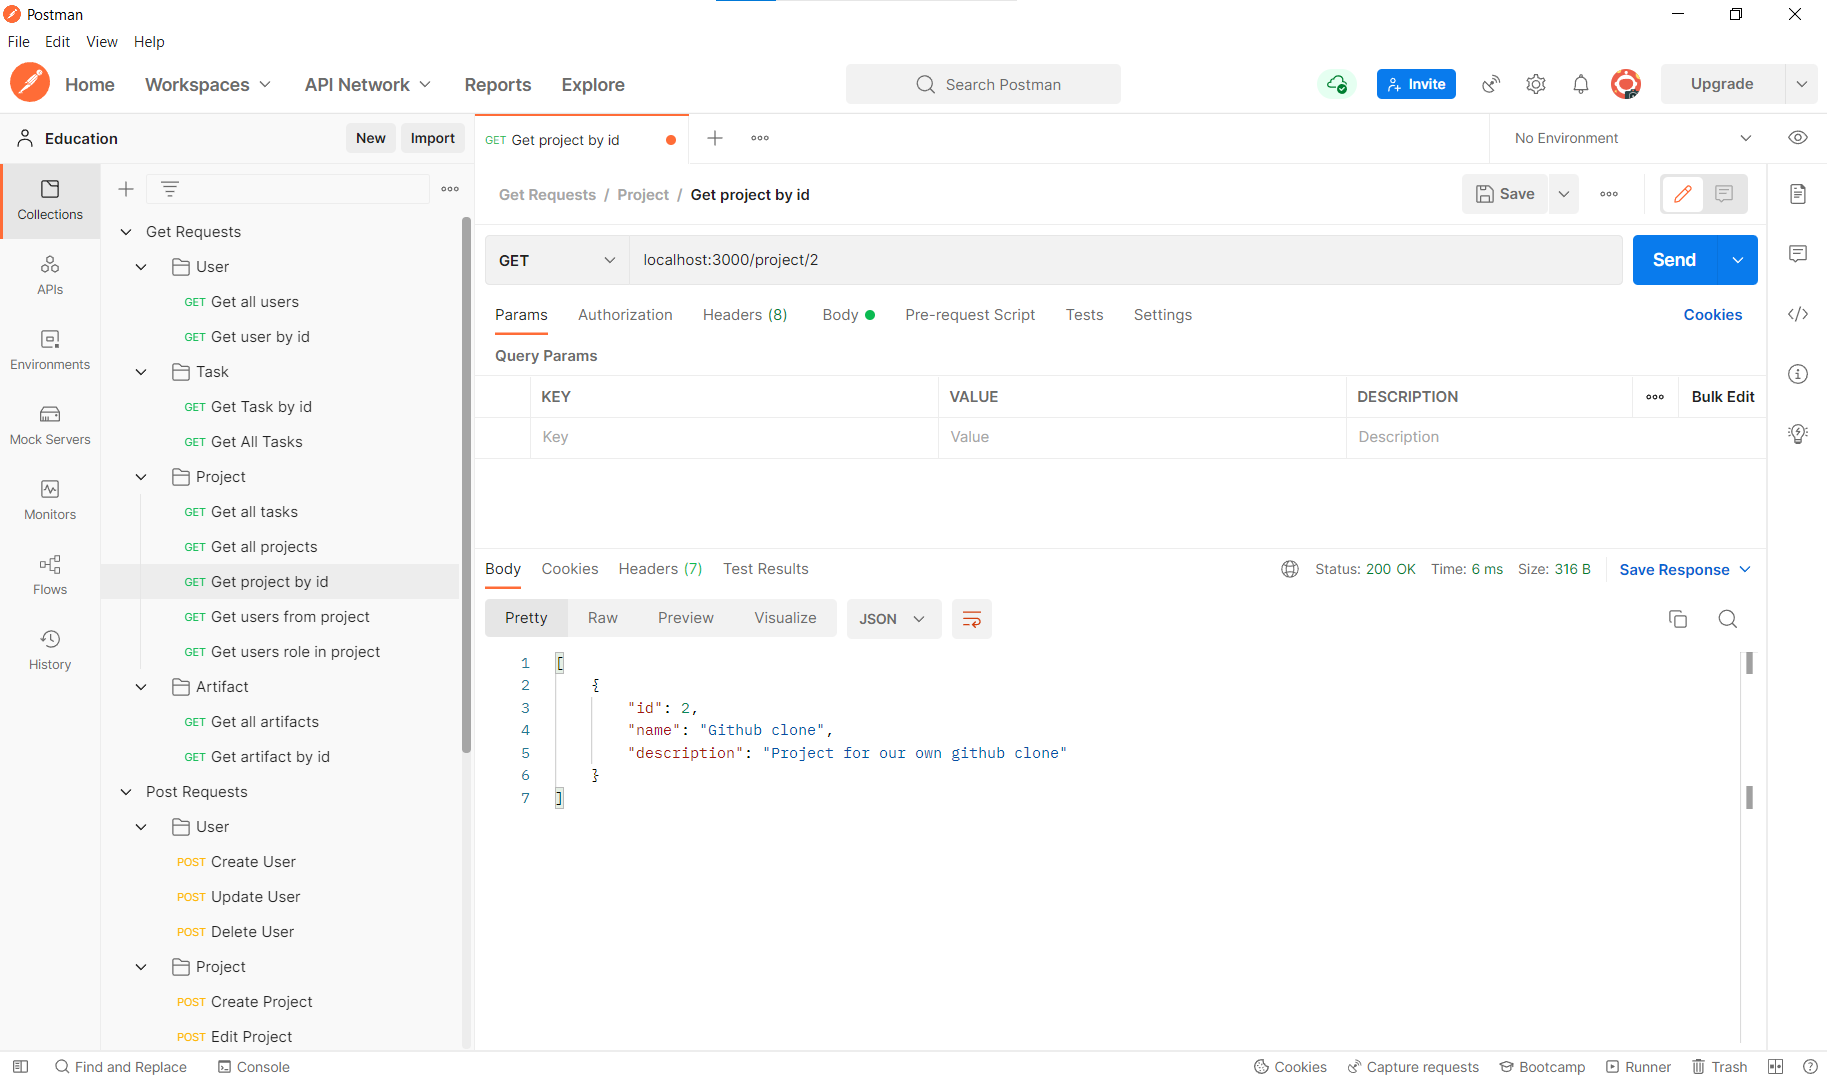 Postman
File Edit View Help
Home Workspaces API Network Reports Explore Search Postman Invite Upgrade
Education New Import
GET Get project by id
No Environment
Collections
APIs
Environments
Mock Servers
Monitors
Flows
History
Get Requests
User
GET Get all users
GET Get user by id
Task
GET Get Task by id
GET Get All Tasks
Project
GET Get all tasks
GET Get all projects
GET Get project by id
GET Get users from project
GET Get users role in project
Artifact
GET Get all artifacts
GET Get artifact by id
Post Requests
User
POST Create User
POST Update User
POST Delete User
Project
POST Create Project
POST Edit Project
Get Requests / Project / Get project by id Save
GET localhost:3000/project/2 Send
Params Authorization Headers (8) Body Pre-request Script Tests Settings Cookies
Query Params
KEY VALUE DESCRIPTION Bulk Edit
Key Value Description
Body Cookies Headers (7) Test Results Status: 200 OK Time: 6 ms Size: 316 B Save Response
Pretty Raw Preview Visualize JSON
1 [
2 {
3 "id": 2,
4 "name": "Github clone",
5 "description": "Project for our own github clone"
6 }
7 ]
Find and Replace Console Cookies Capture requests Bootcamp Runner Trash